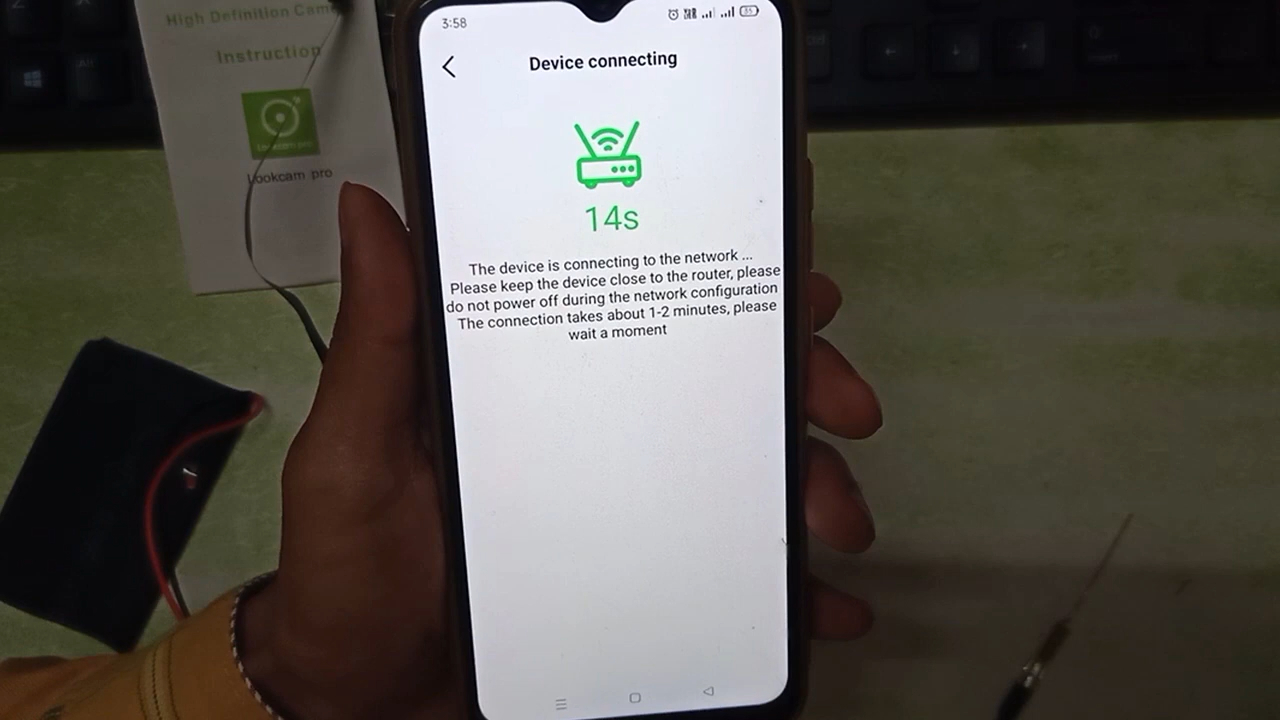 High Definition Cam
Instruction
Lookcam pro
3:58
Device connecting
14s
The device is connecting to the network ...
Please keep the device close to the router, please
do not power off during the network configuration
The connection takes about 1-2 minutes, please
wait a moment